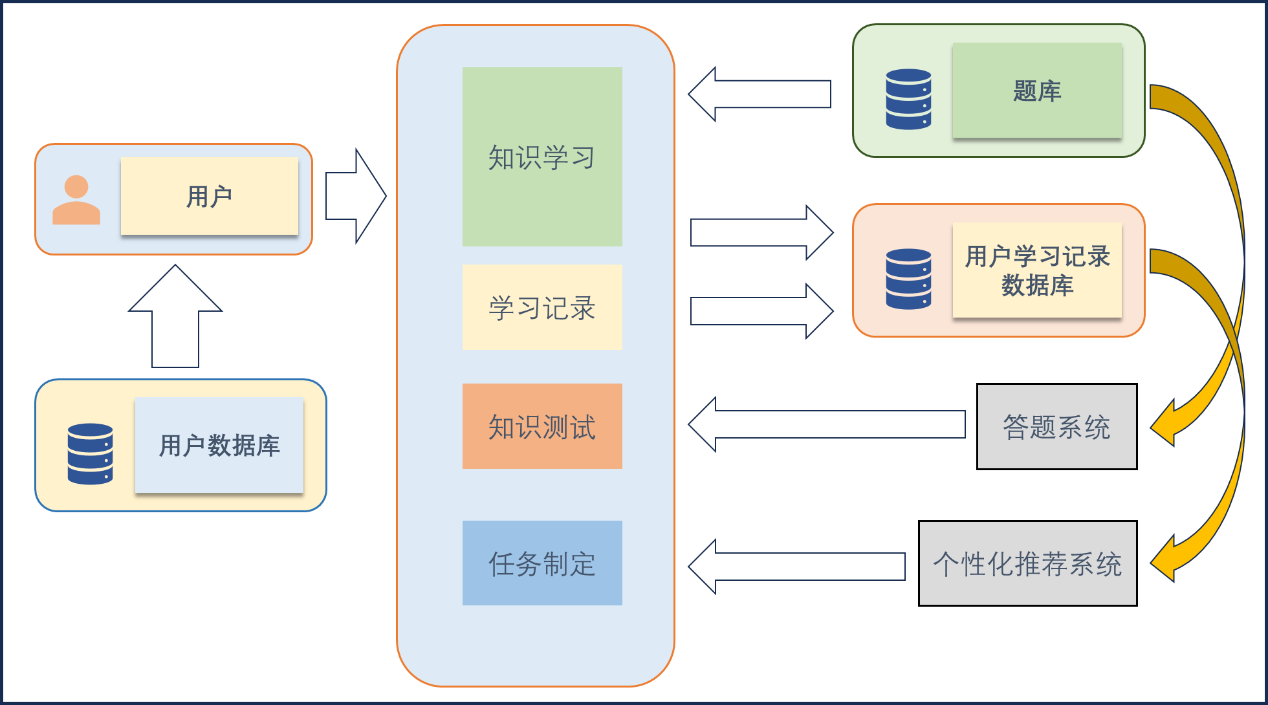 用户
用户数据库
知识学习
学习记录
知识测试
任务制定
题库
用户学习记录
数据库
答题系统
个性化推荐系统